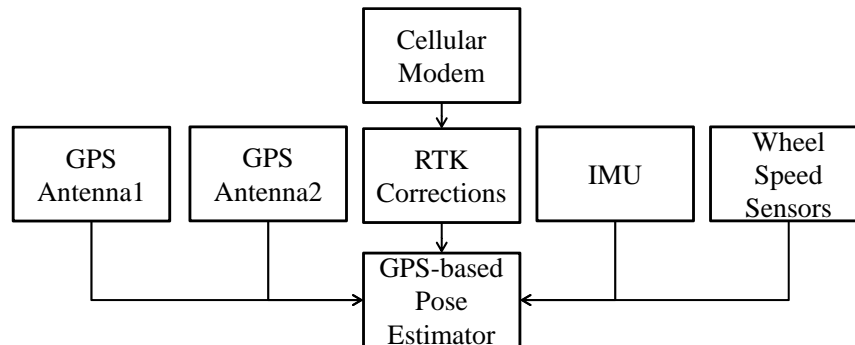 Cellular
Modem
GPS
Antenna1
GPS
Antenna2
RTK
Corrections
IMU
Wheel
Speed
Sensors
GPS-based
Pose
Estimator